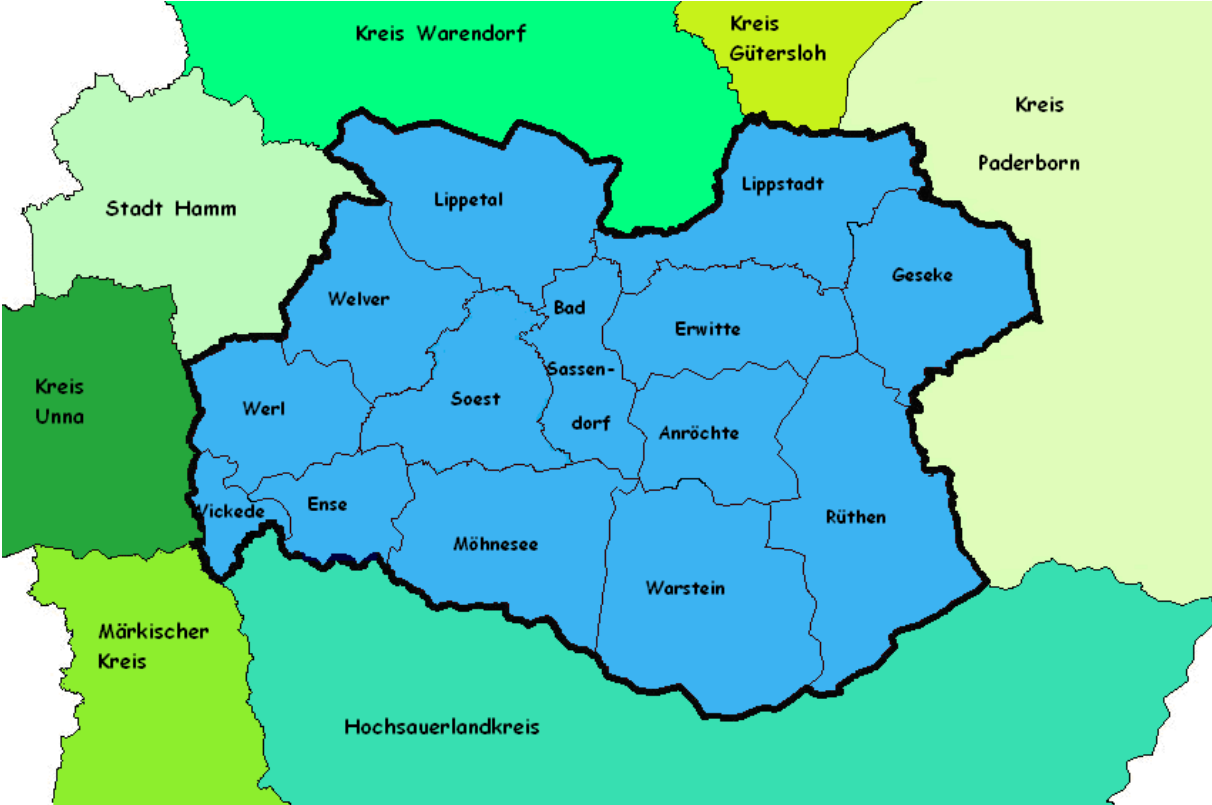 Kreis Warendorf
Kreis
Gütersloh
Kreis
Paderborn
Stadt Hamm
Lippetal
Lippstadt
Geseke
Welver
Bad
Sassen-
dorf
Erwitte
Kreis
Unna
Werl
Soest
Anröchte
Wickede
Ense
Möhnesee
Rüthen
Warstein
Märkischer
Kreis
Hochsauerlandkreis